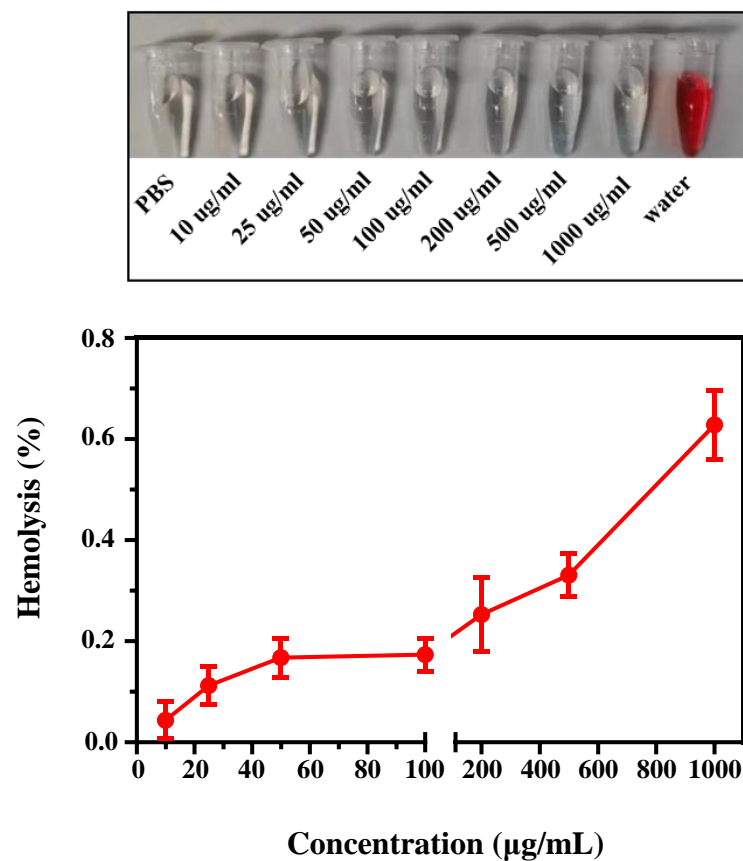 PBS
10 ug/ml
25 ug/ml
50 ug/ml
100 ug/ml
200 ug/ml
500 ug/ml
1000 ug/ml
water
0.8
0.6
0.4
0.2
0.0
Hemolysis (%)
0 20 40 60 80 100 200 400 600 800 1000
Concentration (μg/mL)